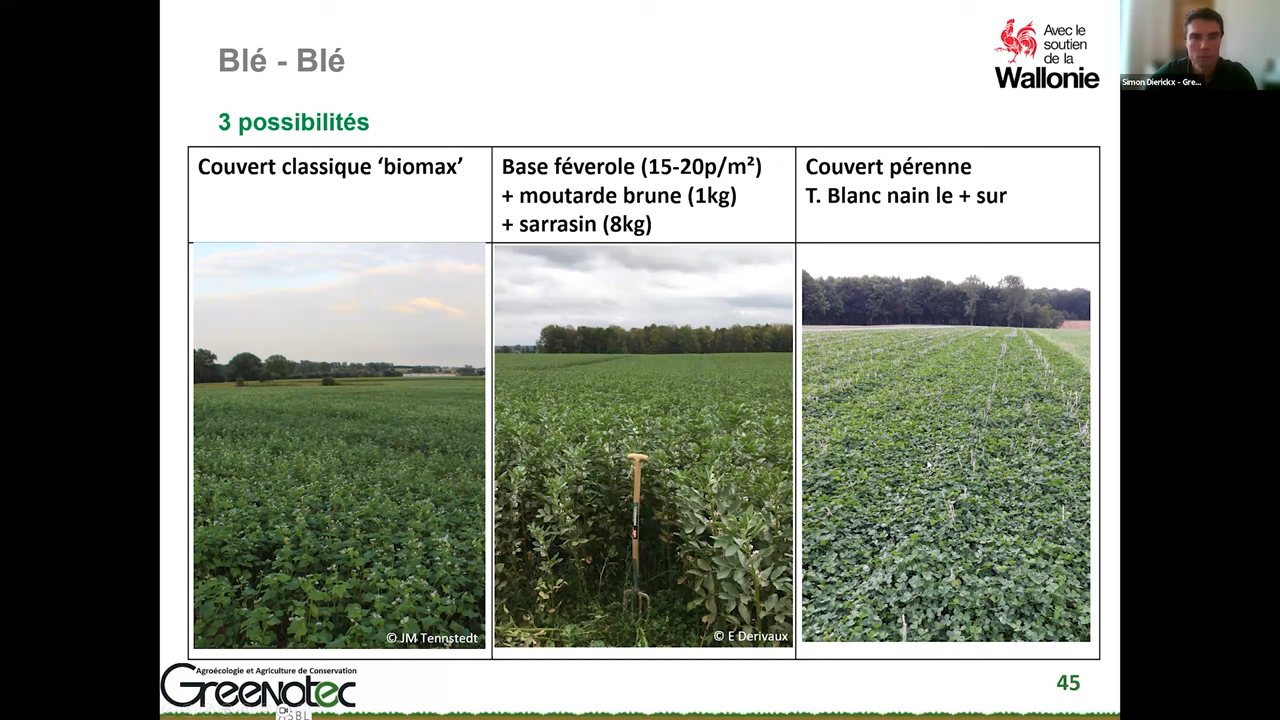 Blé - Blé
Avec le
soutien
de la
Wallonie
Simon Dierickx - Gre...
3 possibilités
Couvert classique ‘biomax’
Base féverole (15-20p/m²)
+ moutarde brune (1kg)
+ sarrasin (8kg)
Couvert pérenne
T. Blanc nain le + sur
© JM Tennstedt
© E Derivaux
Agroécologie et Agriculture de Conservation
Greenotec
ASBL
45